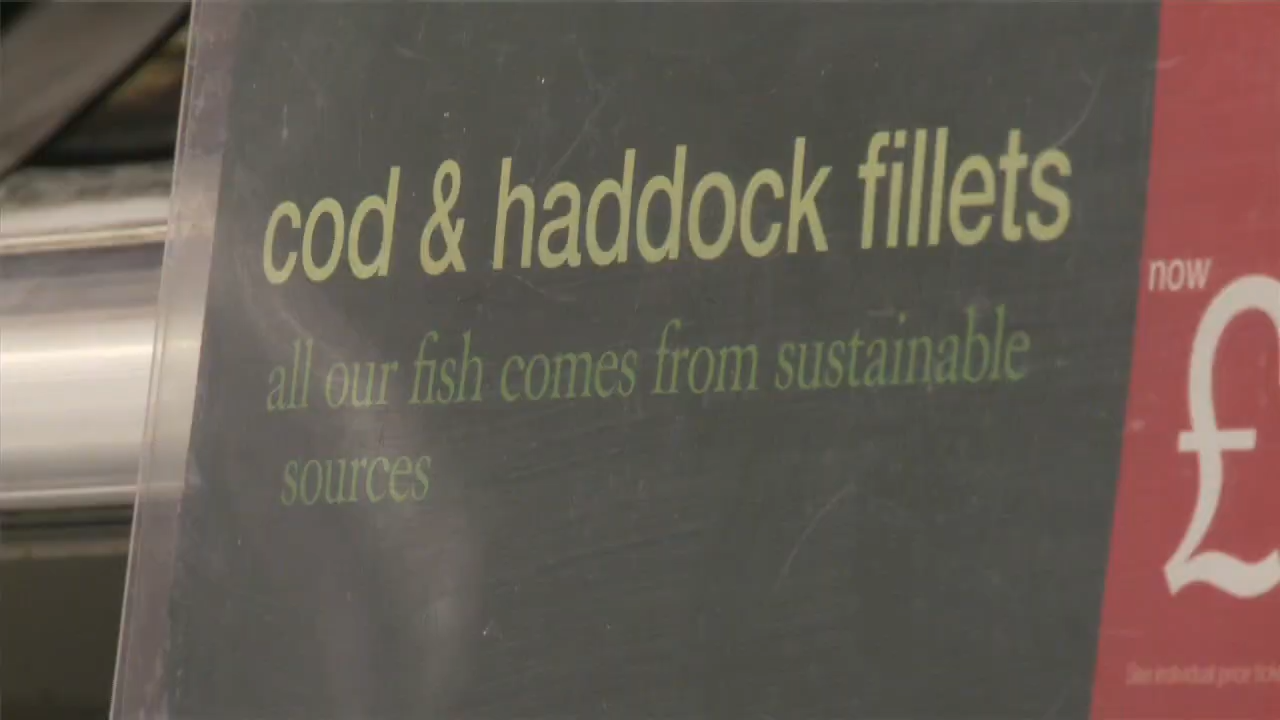 cod & haddock fillets
all our fish comes from sustainable
sources
now
£